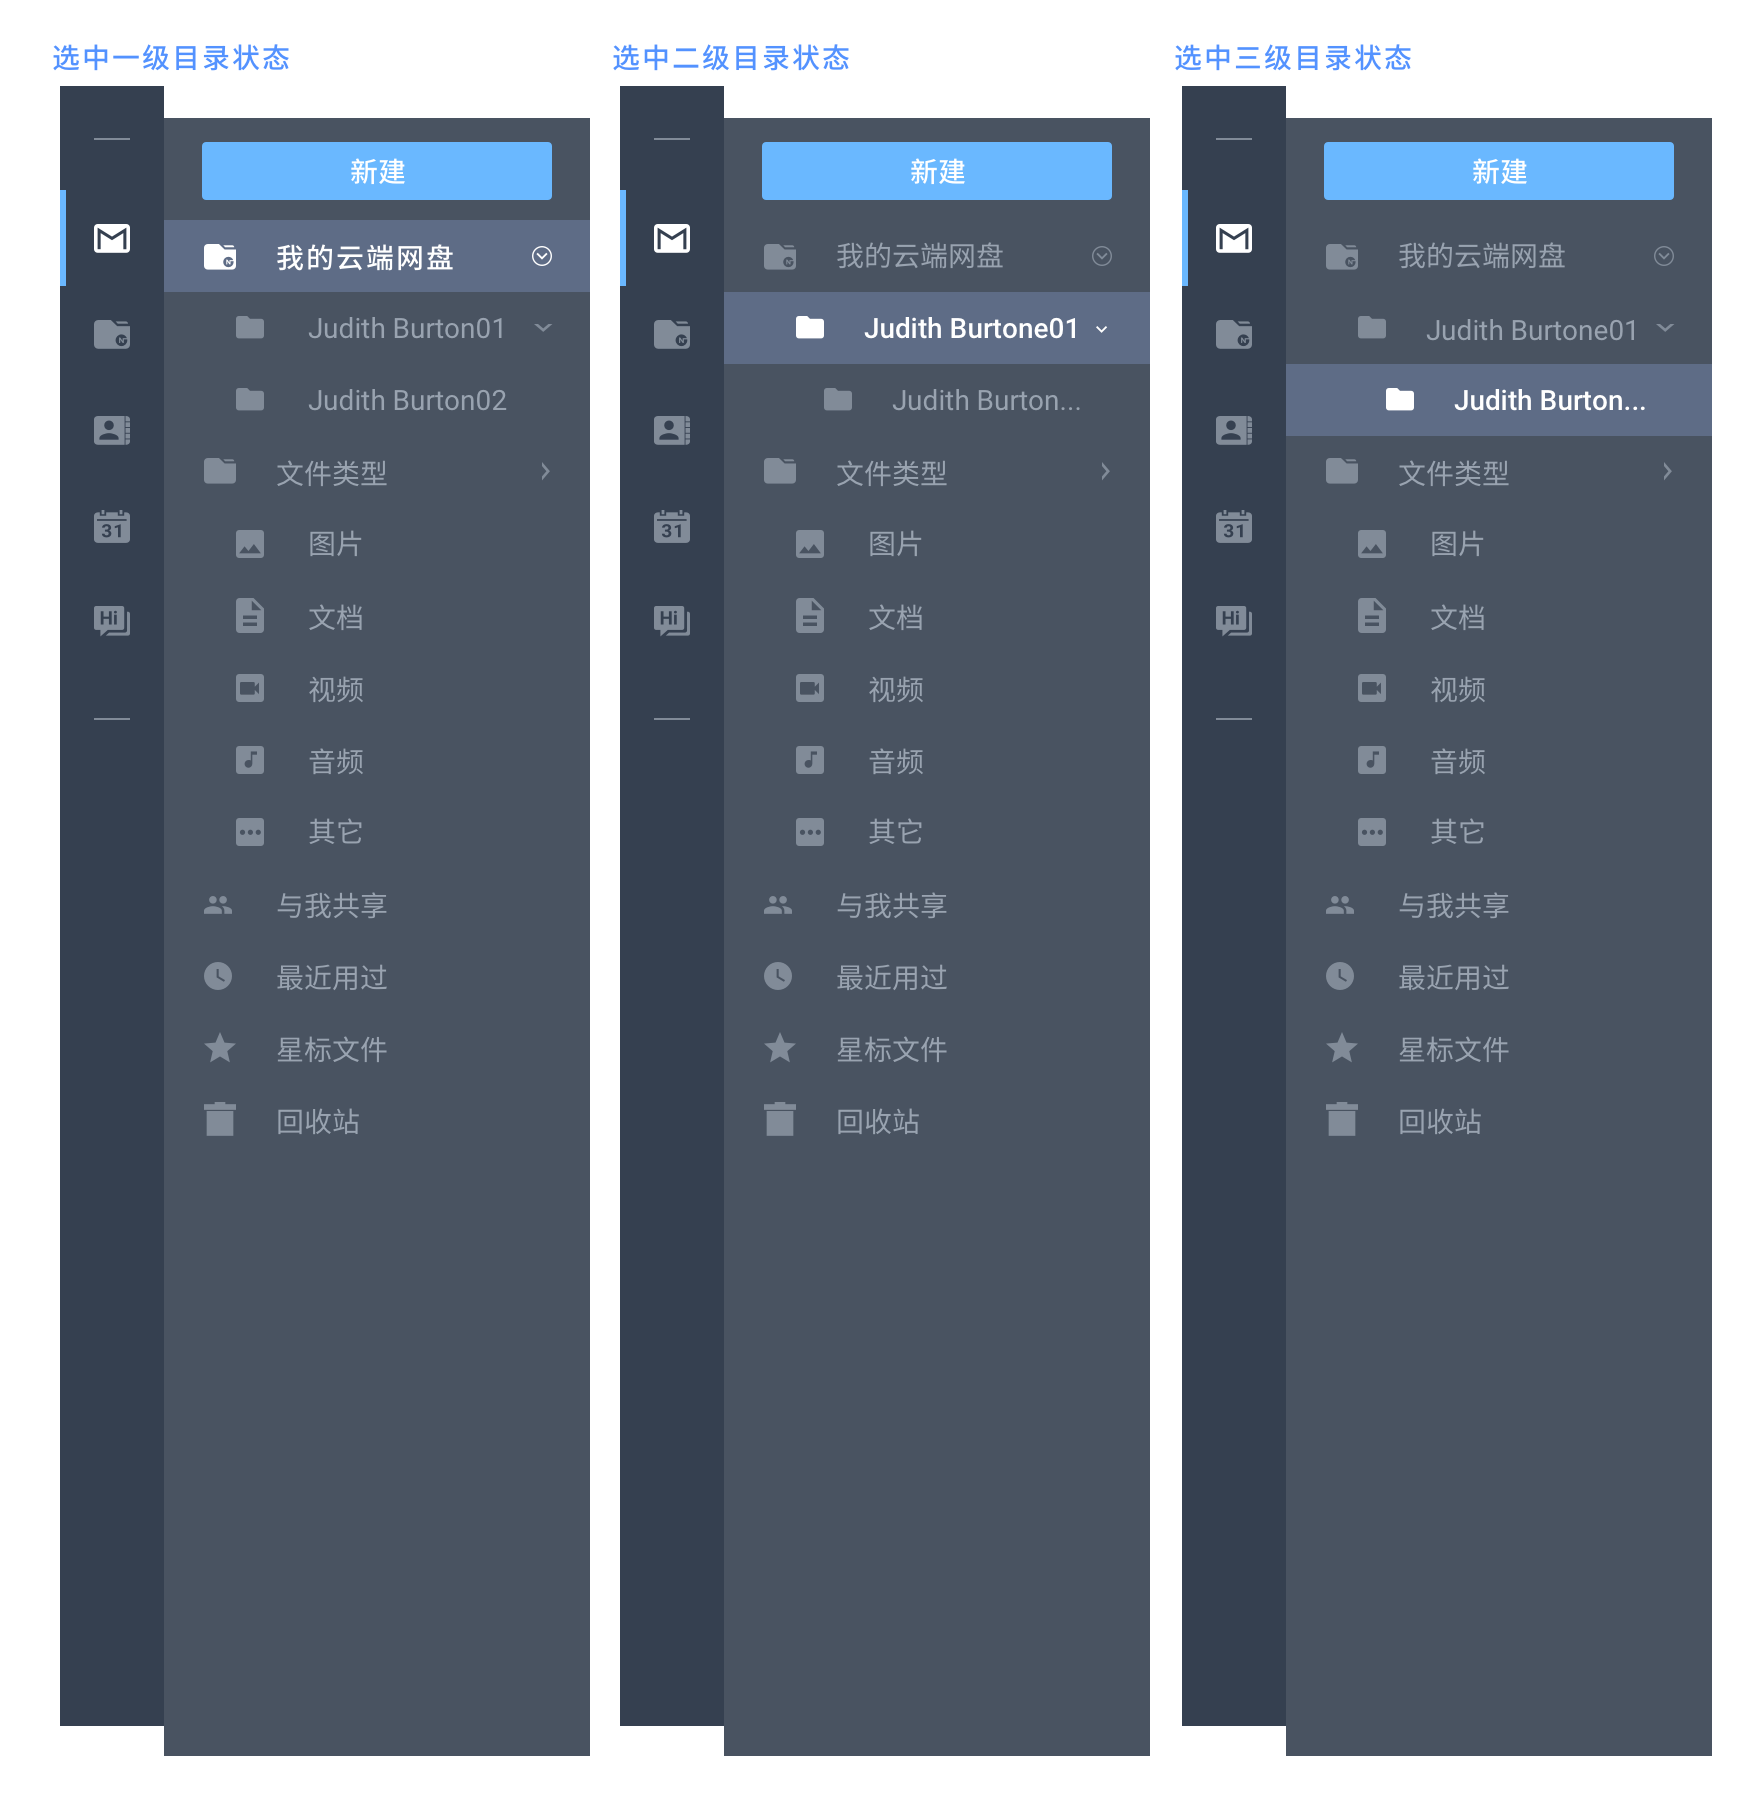 选中一级目录状态
新建
我的云端网盘
Judith Burton01
Judith Burton02
文件类型
图片
文档
视频
音频
其它
与我共享
最近用过
星标文件
回收站
31
Hi
选中二级目录状态
新建
我的云端网盘
Judith Burtone01
Judith Burton...
文件类型
图片
文档
视频
音频
其它
与我共享
最近用过
星标文件
回收站
31
Hi
选中三级目录状态
新建
我的云端网盘
Judith Burtone01
Judith Burton...
文件类型
图片
文档
视频
音频
其它
与我共享
最近用过
星标文件
回收站
31
Hi